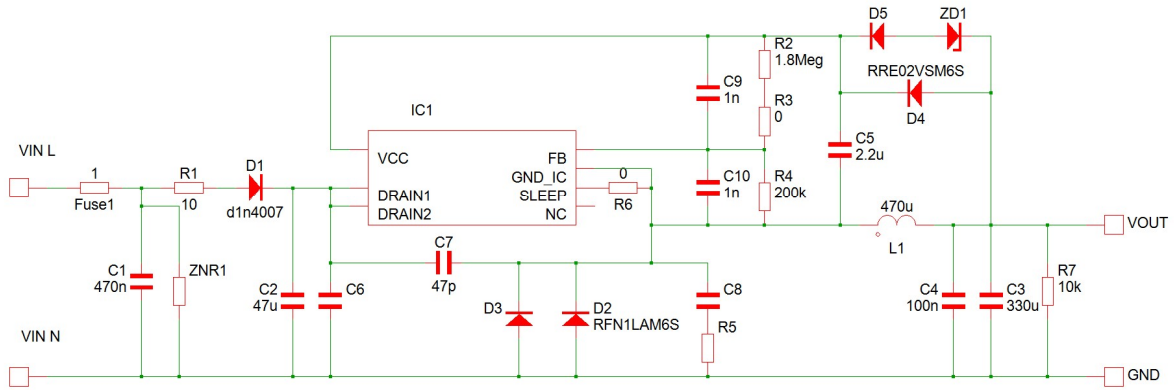 D5
ZD1
R2
1.8Meg
RRE02VSM6S
C9
1n
R3
0
D4
IC1
C5
2.2u
VIN L
VCC
FB
GND_IC
SLEEP
NC
DRAIN1
DRAIN2
0
R6
C10
1n
R4
200k
1
Fuse1
R1
10
D1
d1n4007
470u
L1
VOUT
C7
47p
C1
470n
ZNR1
C2
47u
C6
D3
D2
RFN1LAM6S
C8
R5
C4
100n
C3
330u
R7
10k
VIN N
GND